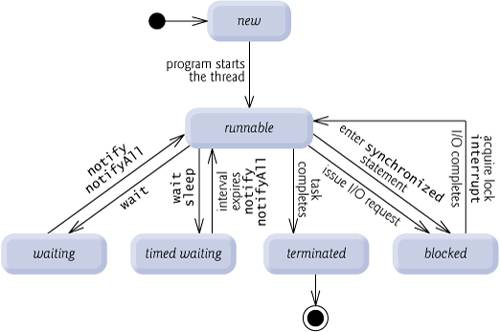 new
program starts
the thread
runnable
notify
notifyAll
wait
wait
sleep
interval
expires
notify
notifyAll
task
completes
enter synchronized
statement
issue I/O request
acquire lock
interrupt
I/O completes
waiting
timed waiting
terminated
blocked